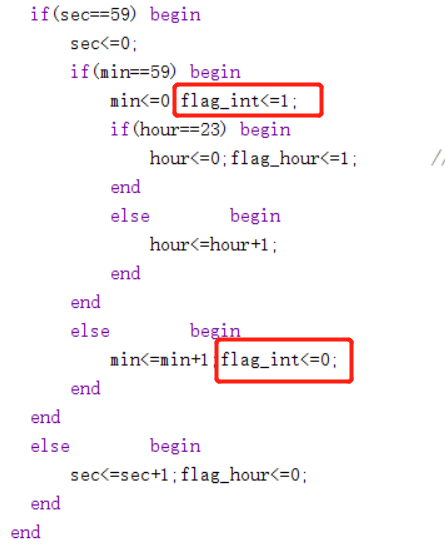 if(sec==59) begin
sec<=0;
if(min==59) begin
min<=0 flag_int<=1;
if(hour==23) begin
hour<=0;flag_hour<=1; //
end
else begin
hour<=hour+1;
end
end
else begin
min<=min+1;flag_int<=0;
end
end
else begin
sec<=sec+1;flag_hour<=0;
end
end